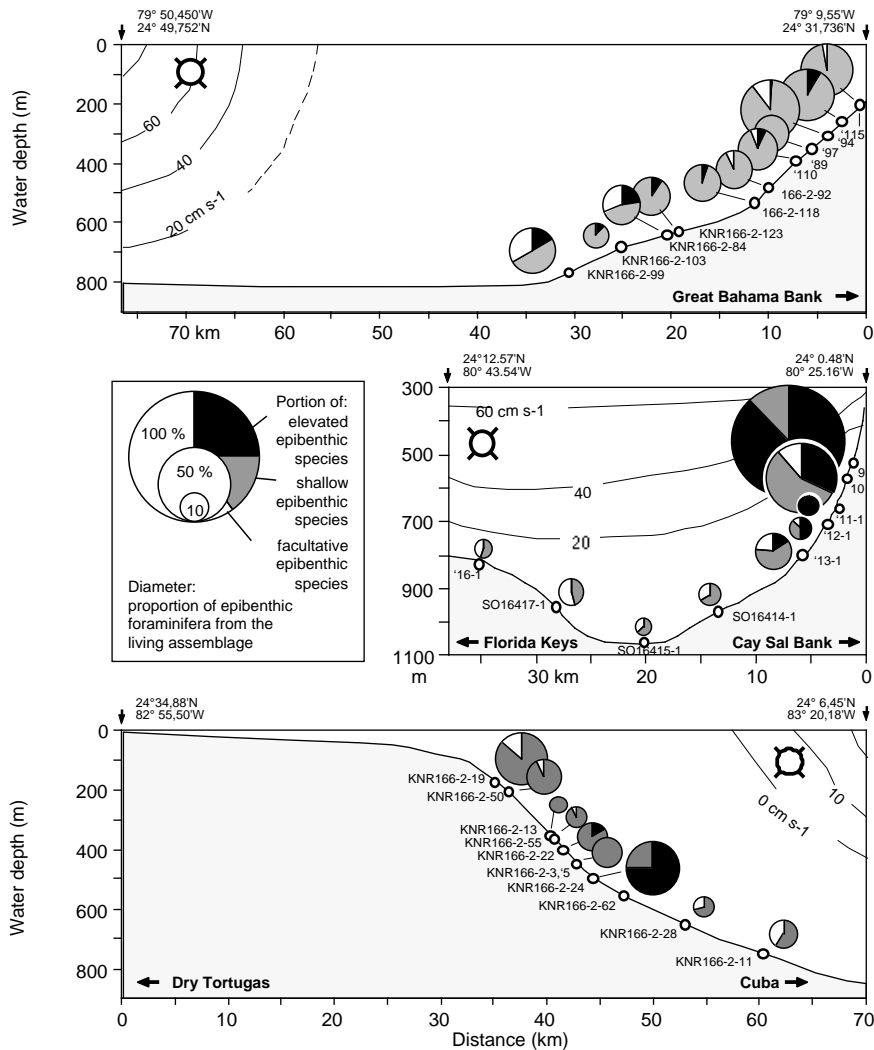 79° 50,450'W
24° 49,752'N
79° 9,55'W
24° 31,736'N
Water depth (m)
0
200
400
600
800
60
40
20 cm s-1
'115
'94
'97
'89
'110
166-2-92
166-2-118
KNR166-2-123
KNR166-2-84
KNR166-2-103
KNR166-2-99
Great Bahama Bank
70 km
60
50
40
30
20
10
0
100 %
50 %
10
Portion of:
elevated
epibenthic
species
shallow
epibenthic
species
facultative
epibenthic
species
Diameter:
proportion of epibenthic
foraminifera from the
living assemblage
24°12.57'N
80° 43.54'W
24° 0.48'N
80° 25.16'W
300
500
700
900
1100
m
60 cm s-1
40
20
9
10
'11-1
'12-1
'13-1
'16-1
SO16417-1
SO16414-1
SO16415-1
Florida Keys
Cay Sal Bank
30 km
20
10
0
24°34,88'N
82° 55,50'W
24° 6,45'N
83° 20,18'W
Water depth (m)
0
200
400
600
800
0 cm s-1
10
KNR166-2-19
KNR166-2-50
KNR166-2-13
KNR166-2-55
KNR166-2-22
KNR166-2-3,'5
KNR166-2-24
KNR166-2-62
KNR166-2-28
KNR166-2-11
Dry Tortugas
Cuba
0
10
20
30
40
50
60
70
Distance (km)